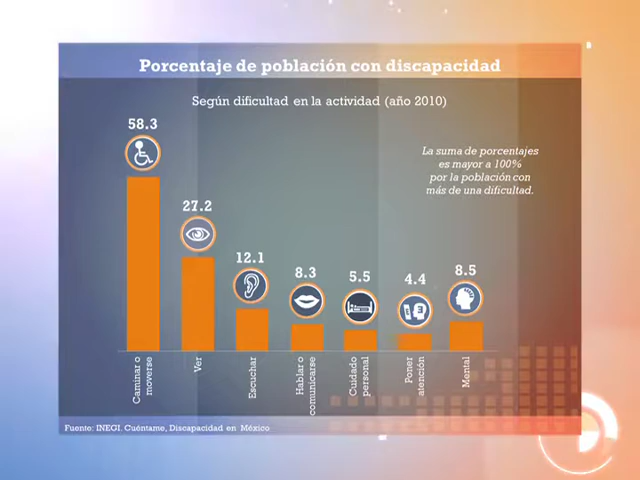 Porcentaje de población con discapacidad
Según dificultad en la actividad (año 2010)
58.3
La suma de porcentajes
es mayor a 100%
por la población con
más de una dificultad.
27.2
12.1
8.3
5.5
4.4
8.5
Caminar o
moverse
Ver
Escuchar
Hablar o
comunicarse
Cuidado
personal
Poner
atención
Mental
Fuente: INEGI. Cuéntame, Discapacidad en México